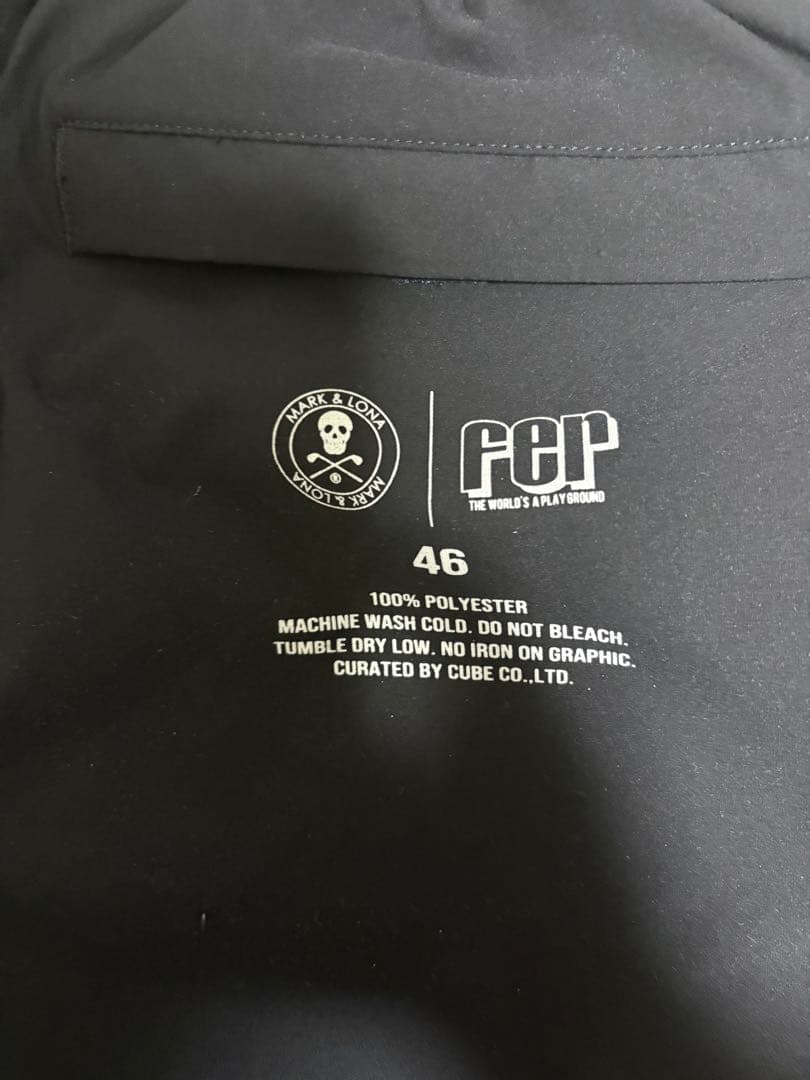 MARK & LONA
MARK & LONA
®
fer
THE WORLD'S A PLAYGROUND
46
100% POLYESTER
MACHINE WASH COLD. DO NOT BLEACH.
TUMBLE DRY LOW. NO IRON ON GRAPHIC.
CURATED BY CUBE CO.,LTD.